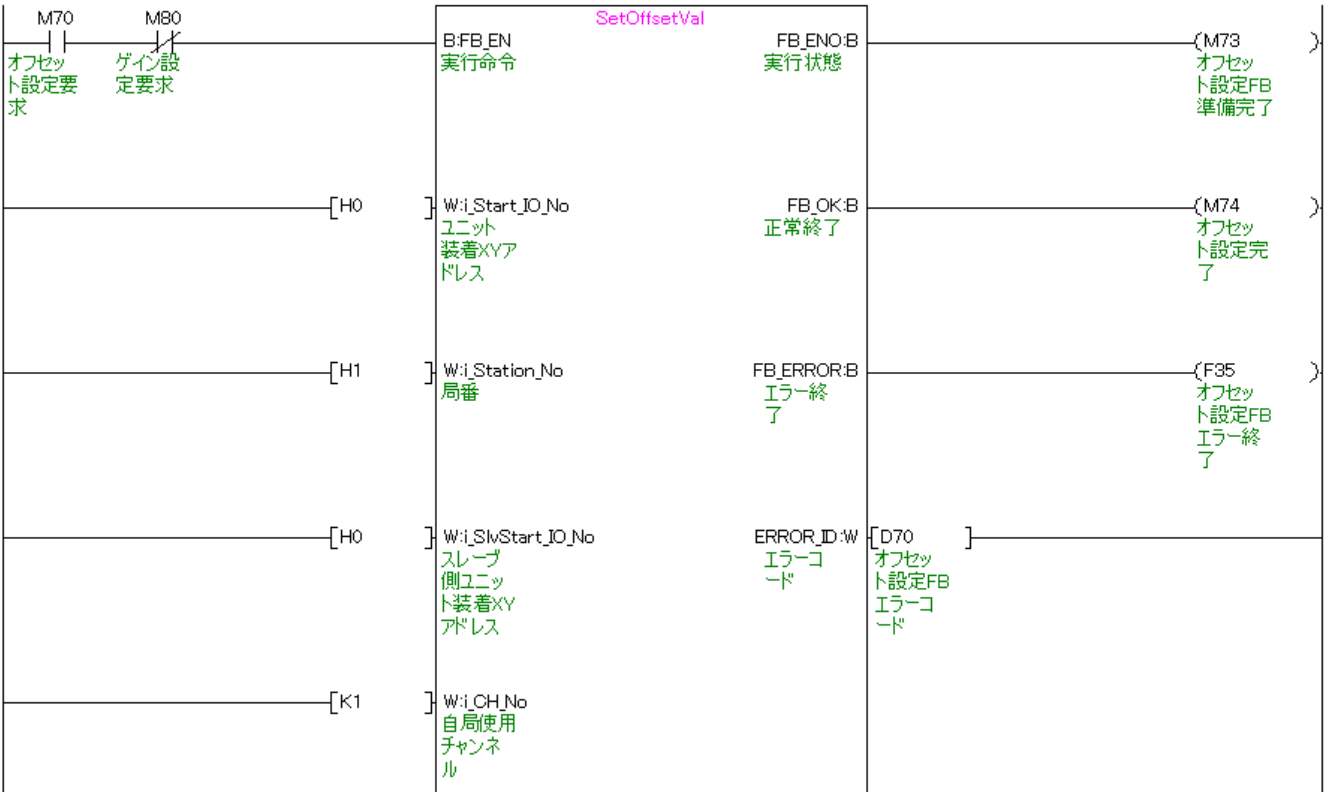 M70
M80
SetOffsetVal
B:FB_EN
FB_ENO:B
(M73 )
オフセッ
ト設定要
求
ゲイン設
定要求
実行命令
実行状態
オフセッ
ト設定FB
準備完了
[H0 ]
W:i_Start_IO_No
FB_OK:B
(M74 )
ユニット
装着XYア
ドレス
正常終了
オフセッ
ト設定完
了
[H1 ]
W:i_Station_No
FB_ERROR:B
(F35 )
局番
エラー終
了
オフセッ
ト設定FB
エラー終
了
[H0 ]
W:i_SlvStart_IO_No
ERROR_ID:W
[D70 ]
スレーブ
側ユニッ
ト装着XY
アドレス
エラーコ
ード
オフセッ
ト設定FB
エラーコ
ード
[K1 ]
W:i_CH_No
自局使用
チャンネ
ル